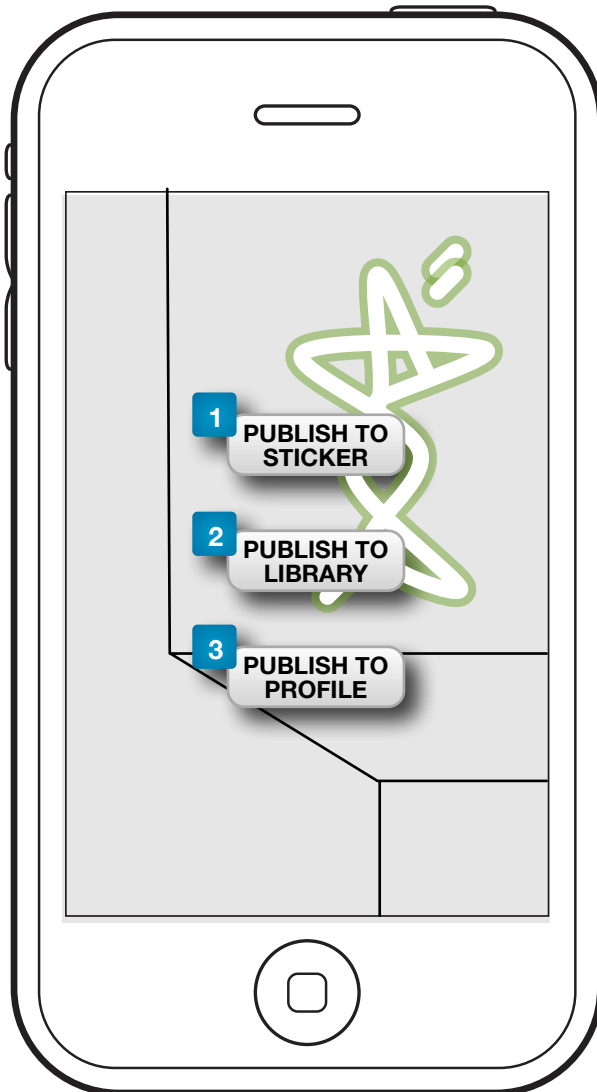 1
PUBLISH TO
STICKER
2
PUBLISH TO
LIBRARY
3
PUBLISH TO
PROFILE